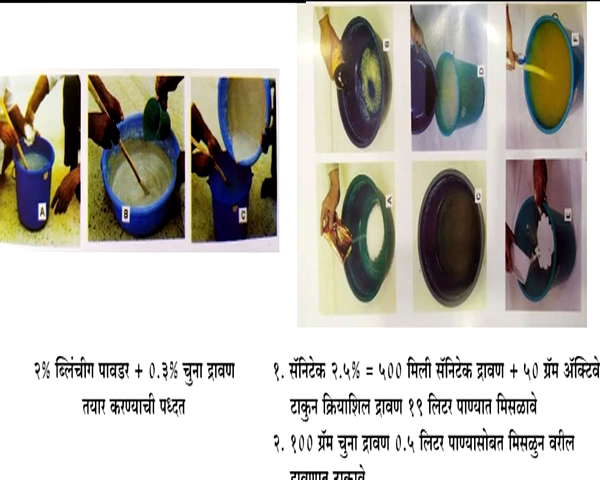 A
B
C
B
D
F
A
C
E
२% ब्लिंचीग पावडर + ०.३% चुना द्रावण
तयार करण्याची पध्दत
१. सॅनिटेक २.५% = ५०० मिली सॅनिटेक द्रावण + ५० ग्रॅम ॲक्टिवे
टाकुन क्रियाशिल द्रावण १९ लिटर पाण्यात मिसळावे
२. १०० ग्रॅम चुना द्रावण ०.५ लिटर पाण्यासोबत मिसळुन वरील